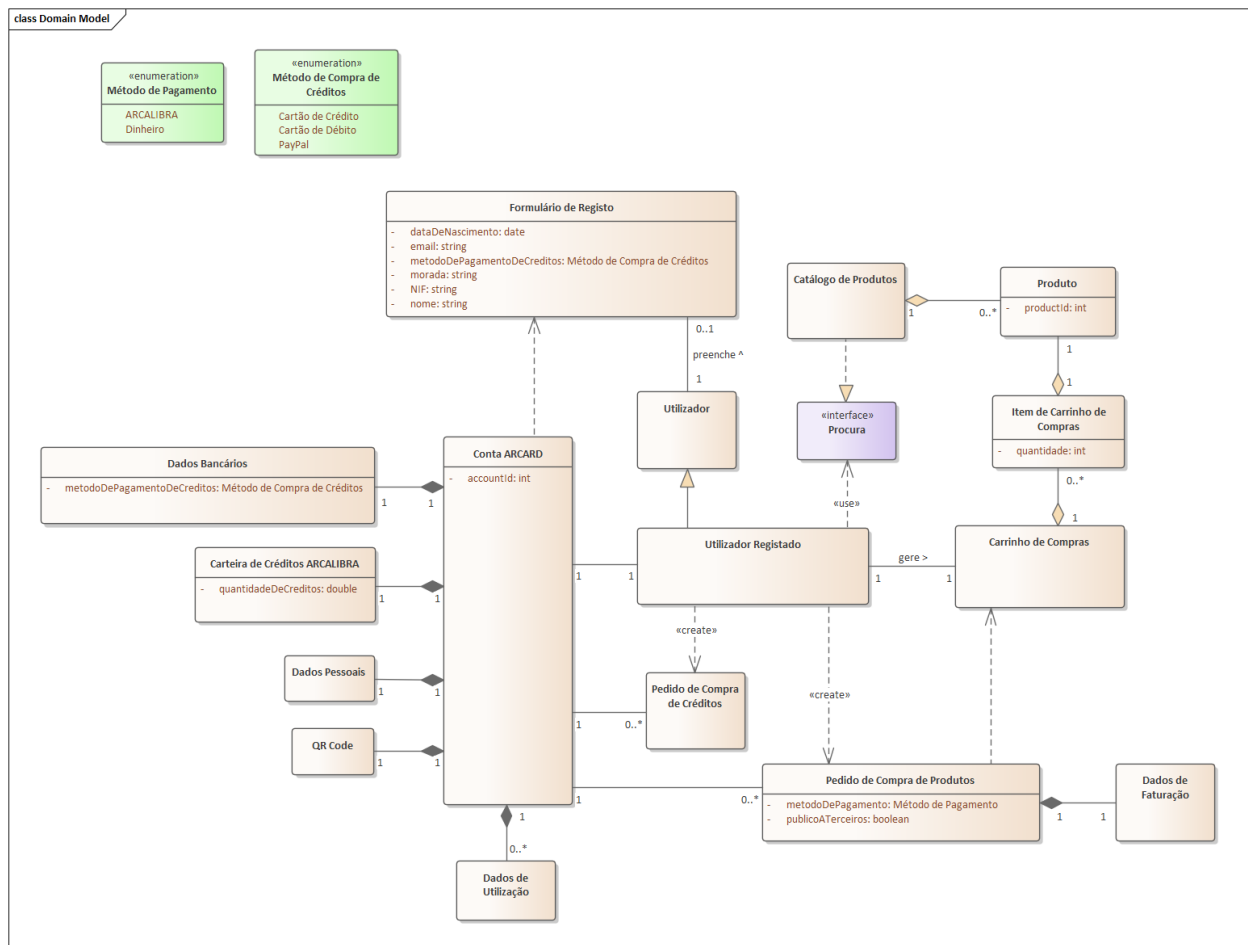 class Domain Model
«enumeration»
Método de Pagamento
ARCALIBRA
Dinheiro
«enumeration»
Método de Compra de
Créditos
Cartão de Crédito
Cartão de Débito
PayPal
Formulário de Registo
- dataDeNascimento: date
- email: string
- metodoDePagamentoDeCreditos: Método de Compra de Créditos
- morada: string
- NIF: string
- nome: string
0..1
preenche ^
1
Catálogo de Produtos
1
0..*
Produto
- productId: int
1
1
«interface»
Procura
Item de Carrinho de
Compras
- quantidade: int
0..*
1
Utilizador
Conta ARCARD
- accountId: int
Dados Bancários
- metodoDePagamentoDeCreditos: Método de Compra de Créditos
1
1
«use»
Utilizador Registado
1
1
gere >
1
1
Carrinho de Compras
Carteira de Créditos ARCALIBRA
- quantidadeDeCreditos: double
1
1
«create»
«create»
Dados Pessoais
1
1
Pedido de Compra
de Créditos
1
0..*
QR Code
1
1
Pedido de Compra de Produtos
- metodoDePagamento: Método de Pagamento
- publicoATerceiros: boolean
1
0..*
1
1
Dados de
Faturação
1
0..*
Dados de
Utilização